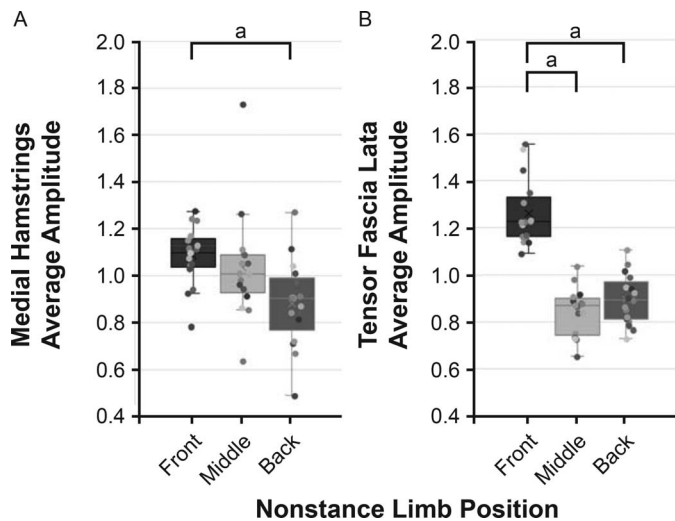 A
B
Medial Hamstrings
Average Amplitude
2.0
1.8
1.6
1.4
1.2
1.0
0.8
0.6
0.4
a
Front
Middle
Back
Tensor Fascia Lata
Average Amplitude
2.0
1.8
1.6
1.4
1.2
1.0
0.8
0.6
0.4
a
a
Front
Middle
Back
Nonstance Limb Position